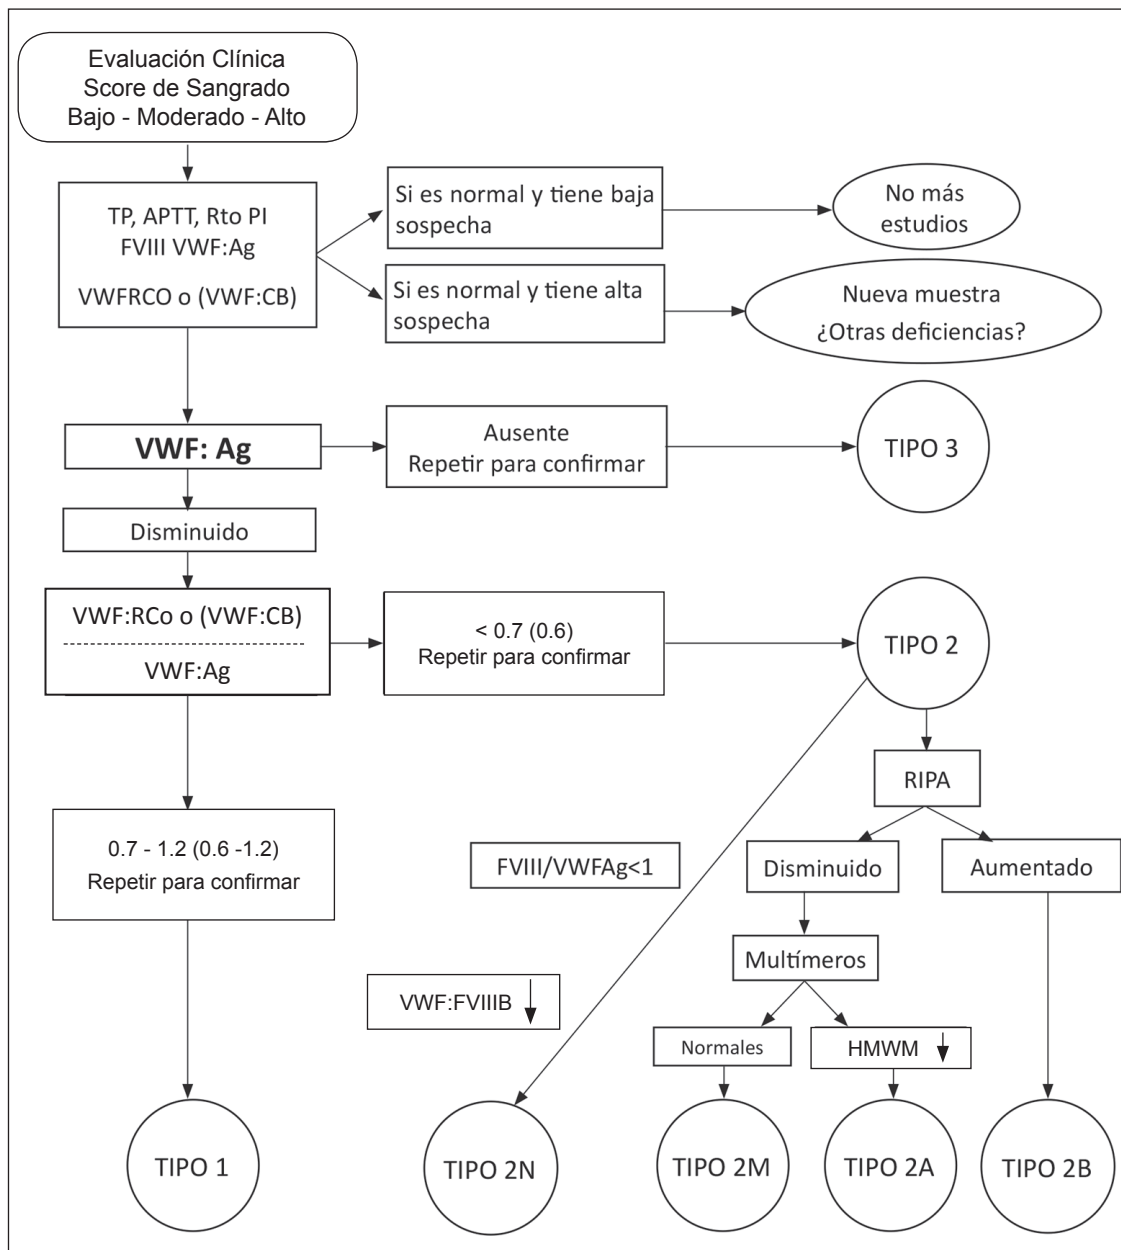 Evaluación Clínica
Score de Sangrado
Bajo - Moderado - Alto
TP, APTT, Rto PI
FVIII VWF:Ag
VWFRCO o (VWF:CB)
Si es normal y tiene baja
sospecha
No más
estudios
Si es normal y tiene alta
sospecha
Nueva muestra
¿Otras deficiencias?
VWF: Ag
Ausente
Repetir para confirmar
TIPO 3
Disminuido
VWF:RCo o (VWF:CB)
VWF:Ag
< 0.7 (0.6)
Repetir para confirmar
TIPO 2
RIPA
0.7 - 1.2 (0.6 -1.2)
Repetir para confirmar
FVIII/VWFAg<1
Disminuido
Aumentado
Multímeros
VWF:FVIIIB
Normales
HMWM
TIPO 1
TIPO 2N
TIPO 2M
TIPO 2A
TIPO 2B